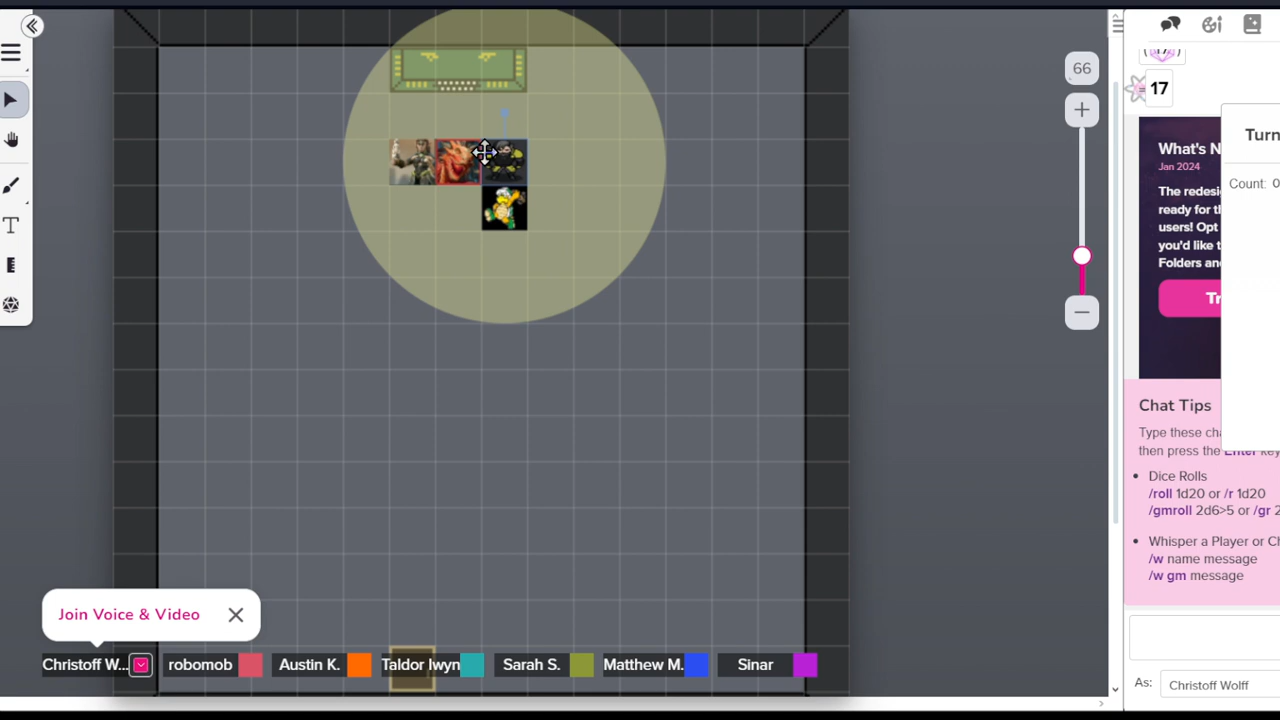 66
17
Turn
Count: 0
What's N
Jan 2024
The redesi
ready for th
users! Opt
you'd like t
Folders an
Tr
Chat Tips
Type these cha
then press the Enter key
Dice Rolls
/roll 1d20 or /r 1d20
/gmroll 2d6>5 or /gr 2
Whisper a Player or Ch
/w name message
/w gm message
Join Voice & Video
Christoff W...
robomob
Austin K.
Taldor Iwyn
Sarah S.
Matthew M.
Sinar
As:
Christoff Wolff